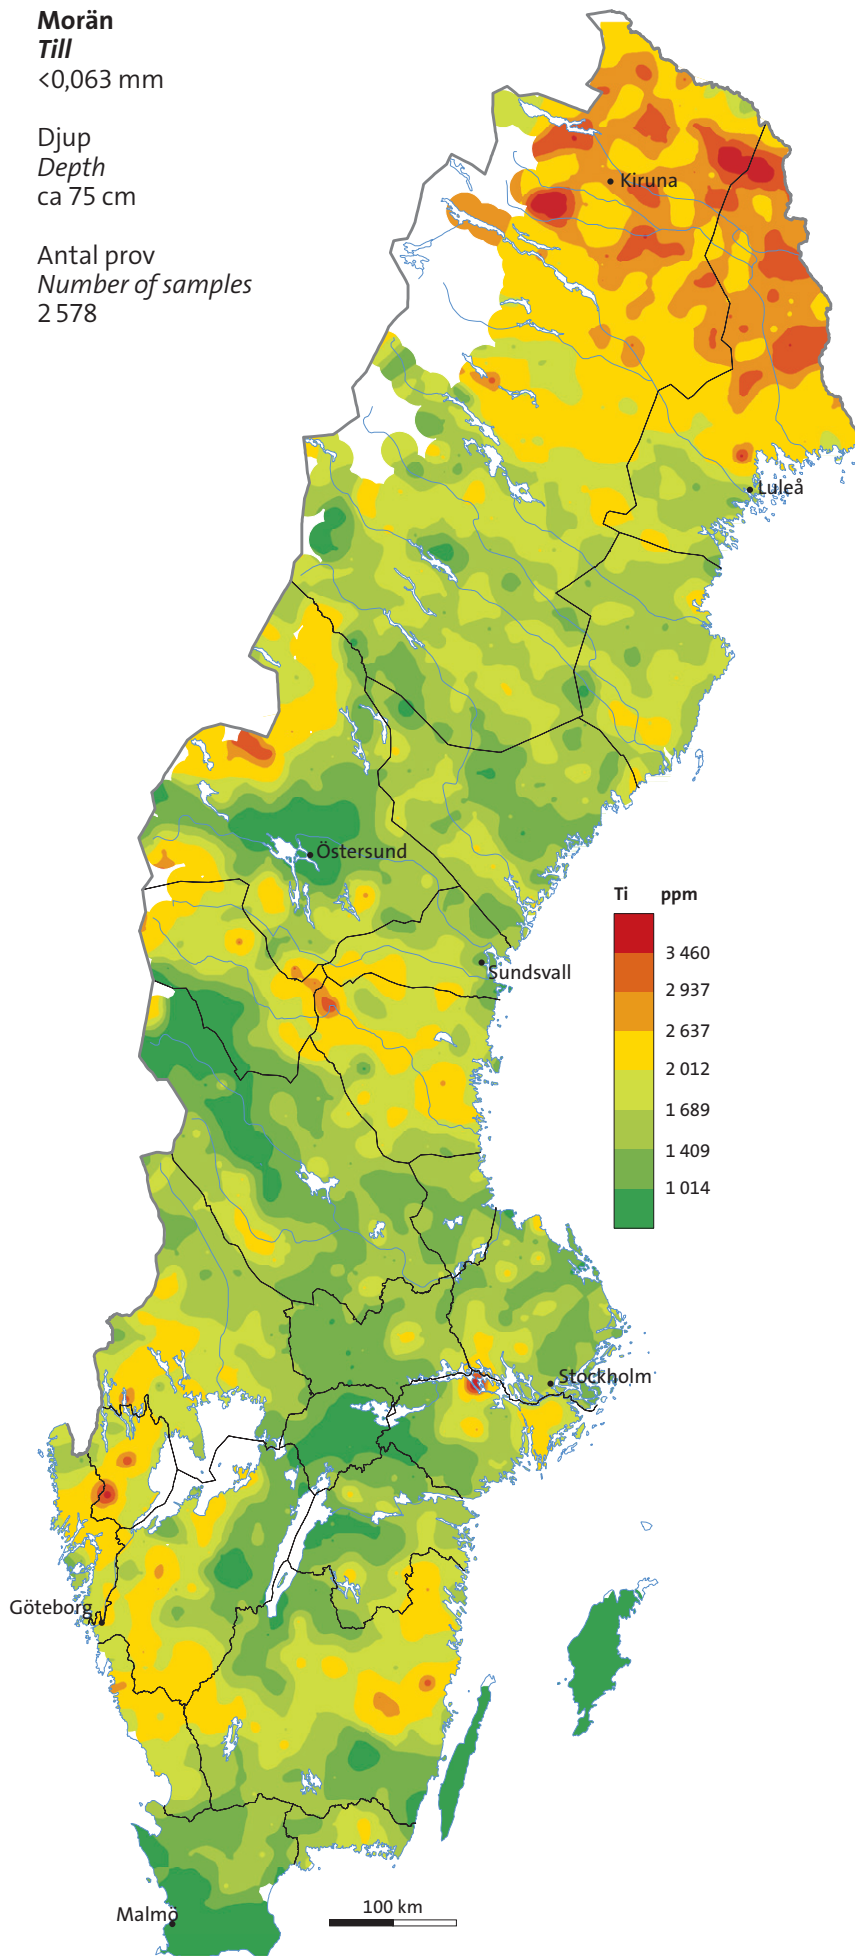 Morän
Till
<0,063 mm
Djup
Depth
ca 75 cm
Antal prov
Number of samples
2 578
Kiruna
Luleå
Östersund
Ti ppm
3 460
2 937
2 637
2 012
1 689
1 409
1 014
Sundsvall
Stockholm
Göteborg
100 km
Malmö